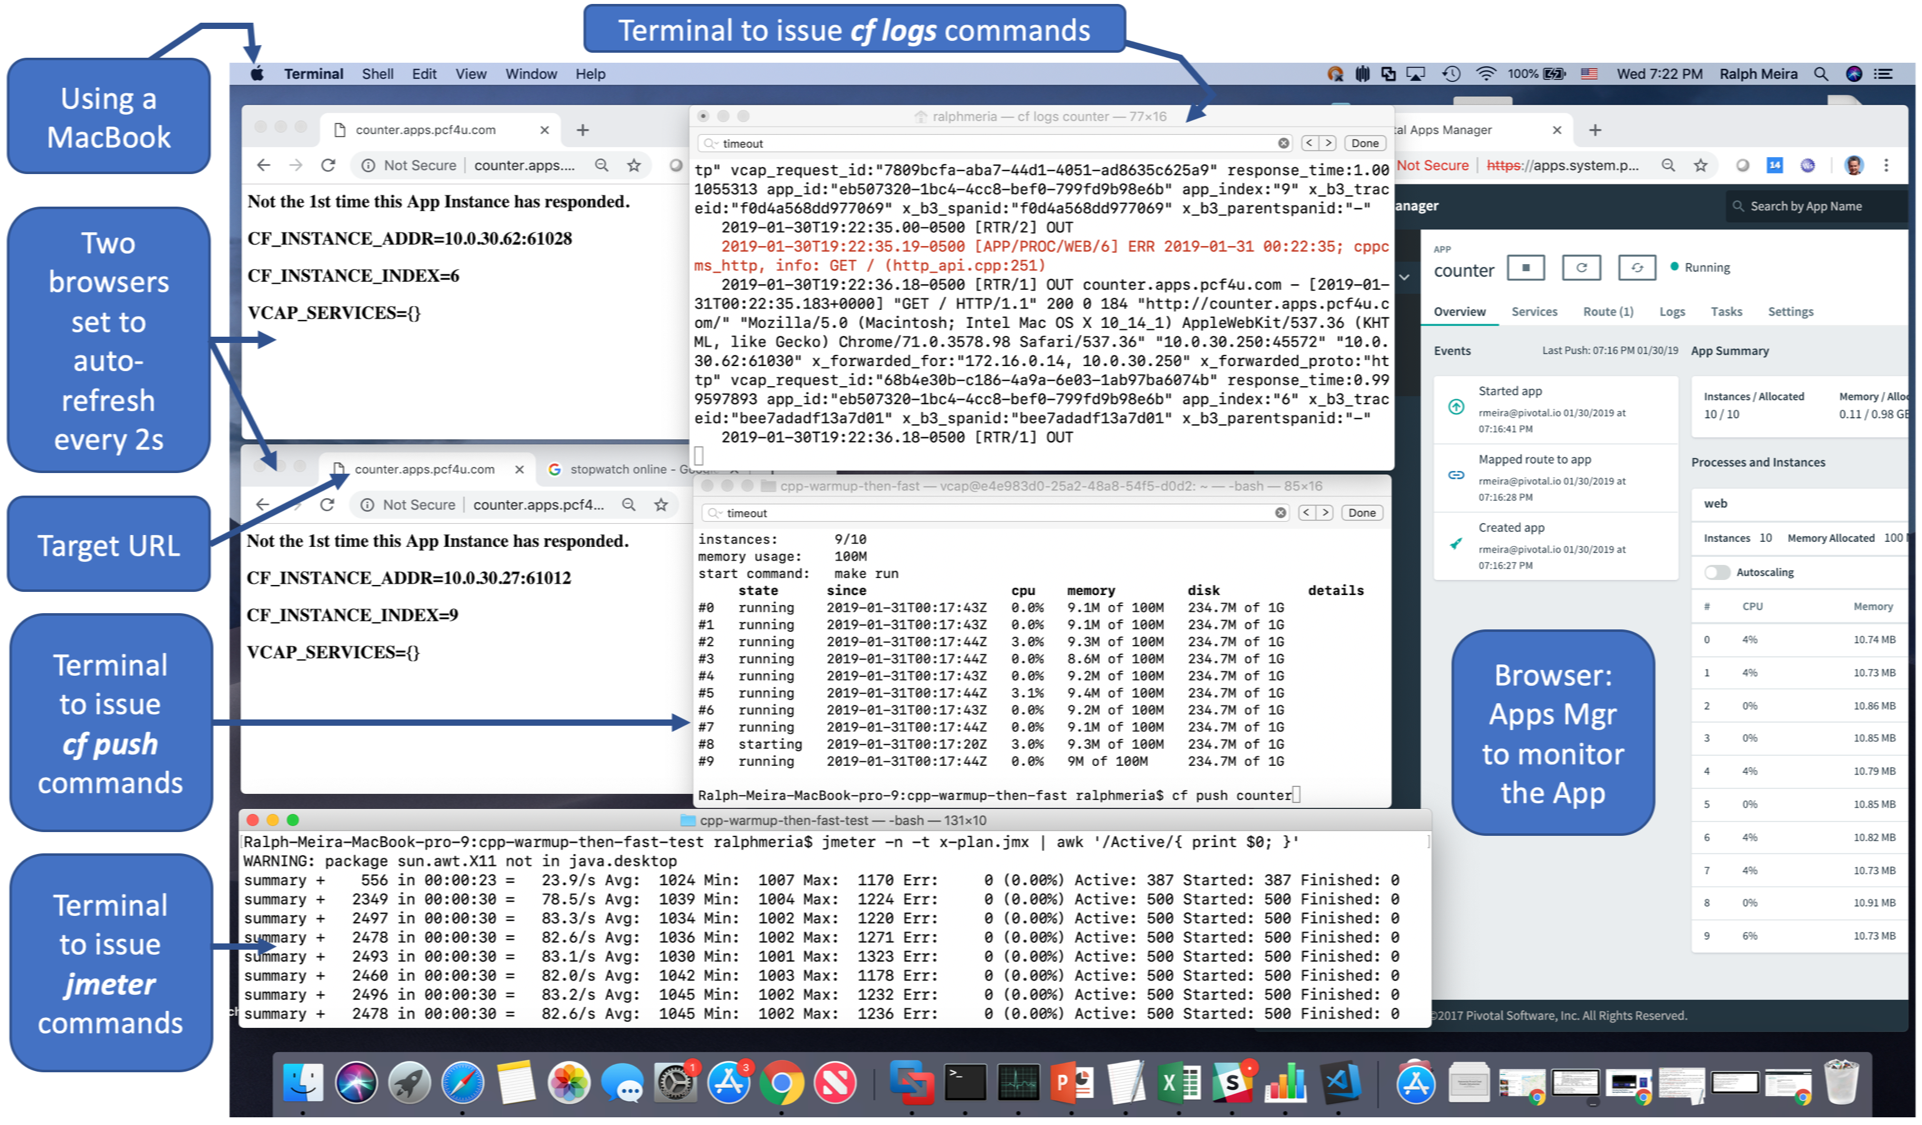 Terminal to issue cf logs commands
Using a
MacBook
Two
browsers
set to
auto-
refresh
every 2s
Target URL
Terminal
to issue
cf push
commands
Terminal
to issue
jmeter
commands
Terminal Shell Edit View Window Help
100% Wed 7:22 PM Ralph Meira
counter.apps.pcf4u.com
Not Secure | counter.apps....
Not the 1st time this App Instance has responded.
CF_INSTANCE_ADDR=10.0.30.62:61028
CF_INSTANCE_INDEX=6
VCAP_SERVICES={}
counter.apps.pcf4u.com
stopwatch online - G
Not Secure | counter.apps.pcf4...
Not the 1st time this App Instance has responded.
CF_INSTANCE_ADDR=10.0.30.27:61012
CF_INSTANCE_INDEX=9
VCAP_SERVICES={}
ralphmeria — cf logs counter — 77×16
timeout
Done
tp" vcap_request_id:"7809bcfa-aba7-44d1-4051-ad8635c625a9" response_time:1.00
1055313 app_id:"eb507320-1bc4-4cc8-bef0-799fd9b98e6b" app_index:"9" x_b3_trac
eid:"f0d4a568dd977069" x_b3_spanid:"f0d4a568dd977069" x_b3_parentspanid:"-"
2019-01-30T19:22:35.00-0500 [RTR/2] OUT
2019-01-30T19:22:35.19-0500 [APP/PROC/WEB/6] ERR 2019-01-31 00:22:35; cppc
ms_http, info: GET / (http_api.cpp:251)
2019-01-30T19:22:36.18-0500 [RTR/1] OUT counter.apps.pcf4u.com - [2019-01-
31T00:22:35.183+0000] "GET / HTTP/1.1" 200 0 184 "http://counter.apps.pcf4u.c
om/" "Mozilla/5.0 (Macintosh; Intel Mac OS X 10_14_1) AppleWebKit/537.36 (KHT
ML, like Gecko) Chrome/71.0.3578.98 Safari/537.36" "10.0.30.250:45572" "10.0.
30.62:61030" x_forwarded_for:"172.16.0.14, 10.0.30.250" x_forwarded_proto:"ht
tp" vcap_request_id:"68b4e30b-c186-4a9a-6e03-1ab97ba6074b" response_time:0.99
9597893 app_id:"eb507320-1bc4-4cc8-bef0-799fd9b98e6b" app_index:"6" x_b3_trac
eid:"bee7adadf13a7d01" x_b3_spanid:"bee7adadf13a7d01" x_b3_parentspanid:"-"
2019-01-30T19:22:36.18-0500 [RTR/1] OUT
cpp-warmup-then-fast — vcap@e4e983d0-25a2-48a8-54f5-d0d2: ~ — -bash — 85×16
timeout
Done
instances: 9/10
memory usage: 100M
start command: make run
state since cpu memory disk details
#0 running 2019-01-31T00:17:43Z 0.0% 9.1M of 100M 234.7M of 1G
#1 running 2019-01-31T00:17:43Z 0.0% 9.1M of 100M 234.7M of 1G
#2 running 2019-01-31T00:17:44Z 3.0% 9.3M of 100M 234.7M of 1G
#3 running 2019-01-31T00:17:44Z 0.0% 8.6M of 100M 234.7M of 1G
#4 running 2019-01-31T00:17:43Z 0.0% 9.2M of 100M 234.7M of 1G
#5 running 2019-01-31T00:17:44Z 3.1% 9.4M of 100M 234.7M of 1G
#6 running 2019-01-31T00:17:43Z 0.0% 9.2M of 100M 234.7M of 1G
#7 running 2019-01-31T00:17:44Z 0.0% 9.1M of 100M 234.7M of 1G
#8 starting 2019-01-31T00:17:20Z 3.0% 9.3M of 100M 234.7M of 1G
#9 running 2019-01-31T00:17:44Z 0.0% 9M of 100M 234.7M of 1G
Ralph-Meira-MacBook-pro-9:cpp-warmup-then-fast ralphmeria$ cf push counter
cpp-warmup-then-fast-test — -bash — 131×10
Ralph-Meira-MacBook-pro-9:cpp-warmup-then-fast-test ralphmeria$ jmeter -n -t x-plan.jmx | awk '/Active/{ print $0; }'
WARNING: package sun.awt.X11 not in java.desktop
summary + 556 in 00:00:23 = 23.9/s Avg: 1024 Min: 1007 Max: 1170 Err: 0 (0.00%) Active: 387 Started: 387 Finished: 0
summary + 2349 in 00:00:30 = 78.5/s Avg: 1039 Min: 1004 Max: 1224 Err: 0 (0.00%) Active: 500 Started: 500 Finished: 0
summary + 2497 in 00:00:30 = 83.3/s Avg: 1034 Min: 1002 Max: 1220 Err: 0 (0.00%) Active: 500 Started: 500 Finished: 0
summary + 2478 in 00:00:30 = 82.6/s Avg: 1036 Min: 1002 Max: 1271 Err: 0 (0.00%) Active: 500 Started: 500 Finished: 0
summary + 2493 in 00:00:30 = 83.1/s Avg: 1030 Min: 1001 Max: 1323 Err: 0 (0.00%) Active: 500 Started: 500 Finished: 0
summary + 2460 in 00:00:30 = 82.0/s Avg: 1042 Min: 1003 Max: 1178 Err: 0 (0.00%) Active: 500 Started: 500 Finished: 0
summary + 2496 in 00:00:30 = 83.2/s Avg: 1045 Min: 1002 Max: 1232 Err: 0 (0.00%) Active: 500 Started: 500 Finished: 0
summary + 2478 in 00:00:30 = 82.6/s Avg: 1045 Min: 1002 Max: 1236 Err: 0 (0.00%) Active: 500 Started: 500 Finished: 0
tal Apps Manager
Not Secure | https://apps.system.p...
14
anager
Search by App Name
APP
counter
Running
Overview Services Route (1) Logs Tasks Settings
Events Last Push: 07:16 PM 01/30/19
Started app
rmeira@pivotal.io 01/30/2019 at
07:16:41 PM
Mapped route to app
rmeira@pivotal.io 01/30/2019 at
07:16:28 PM
Created app
rmeira@pivotal.io 01/30/2019 at
07:16:27 PM
App Summary
Instances / Allocated Memory / Alloc
10 / 10 0.11 / 0.98 GB
Processes and Instances
web
Instances 10 Memory Allocated 100
Autoscaling
# CPU Memory
0 4% 10.74 MB
1 4% 10.73 MB
2 0% 10.86 MB
3 0% 10.85 MB
4 4% 10.79 MB
5 0% 10.85 MB
6 4% 10.82 MB
7 4% 10.73 MB
8 0% 10.91 MB
9 6% 10.73 MB
Browser:
Apps Mgr
to monitor
the App
©2017 Pivotal Software, Inc. All Rights Reserved.
1
3